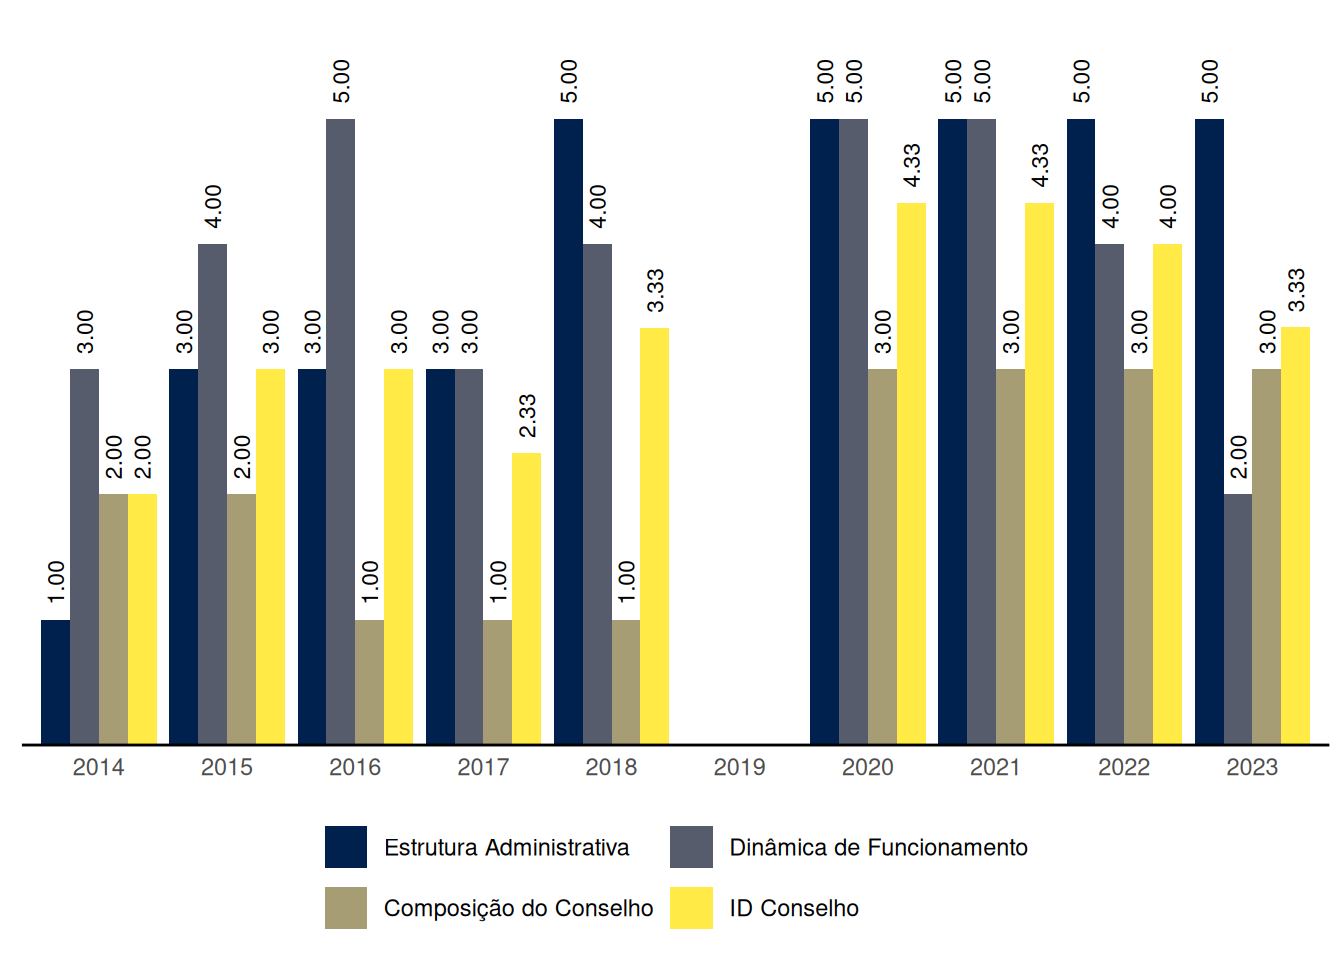 1.00 3.00 2.00 2.00
3.00 4.00 2.00 3.00
3.00 5.00 1.00 3.00
3.00 3.00 1.00 2.33
5.00 4.00 1.00 3.33
5.00 5.00 3.00 4.33
5.00 5.00 3.00 4.33
5.00 4.00 3.00 4.00
5.00 2.00 3.00 3.33
2014 2015 2016 2017 2018 2019 2020 2021 2022 2023
Estrutura Administrativa Dinâmica de Funcionamento
Composição do Conselho ID Conselho